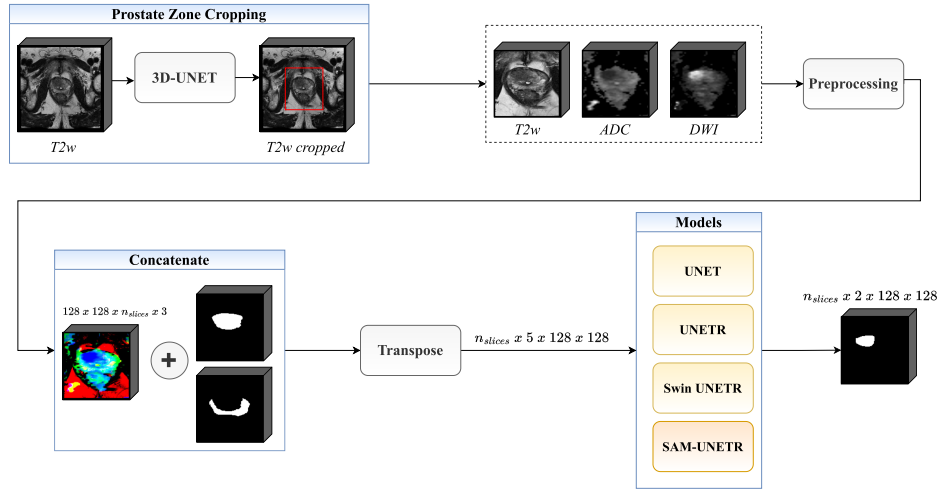 Prostate Zone Cropping
3D-UNET
T2w
T2w cropped
T2w
ADC
DWI
Preprocessing
Concatenate
128 x 128 x n_slices x 3
+
Transpose
n_slices x 5 x 128 x 128
Models
UNET
UNETR
Swin UNETR
SAM-UNETR
n_slices x 2 x 128 x 128